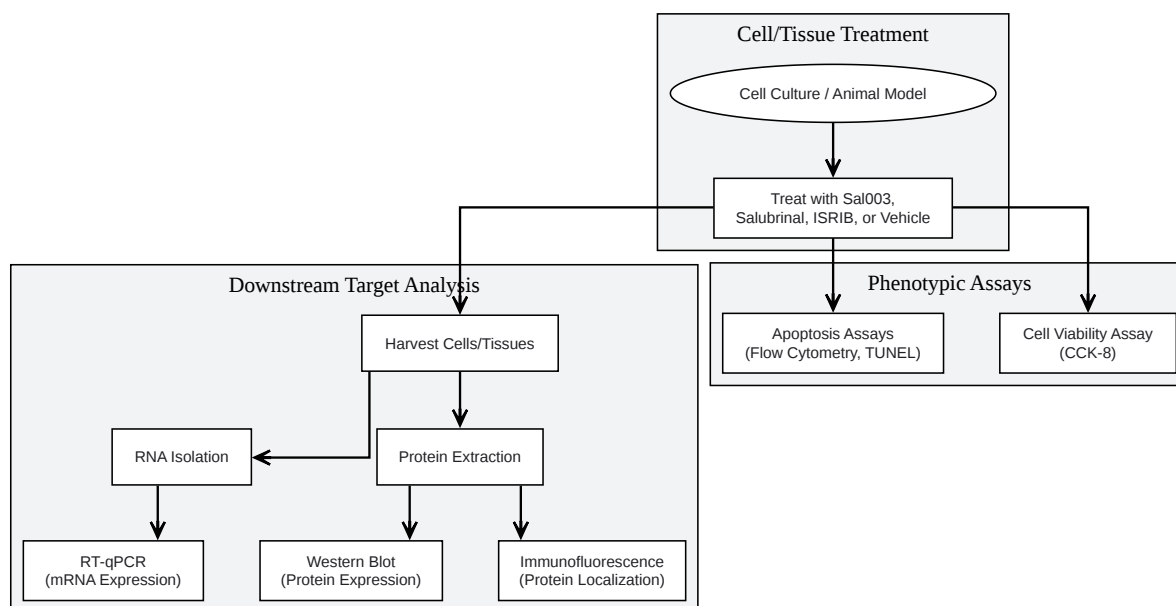 Cell/Tissue Treatment
Cell Culture / Animal Model
Treat with Sal003,
Salubrinal, ISRIB, or Vehicle
Downstream Target Analysis
Phenotypic Assays
Harvest Cells/Tissues
Apoptosis Assays
(Flow Cytometry, TUNEL)
Cell Viability Assay
(CCK-8)
RNA Isolation
Protein Extraction
RT-qPCR
(mRNA Expression)
Western Blot
(Protein Expression)
Immunofluorescence
(Protein Localization)